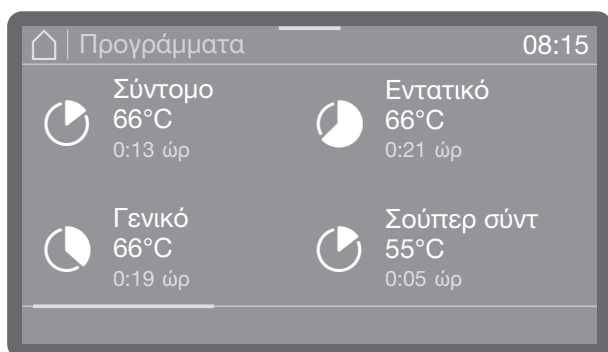 Προγράμματα 08:15
Σύντομο
66°C
0:13 ώρ
Εντατικό
66°C
0:21 ώρ
Γενικό
66°C
0:19 ώρ
Σούπερ σύντ
55°C
0:05 ώρ